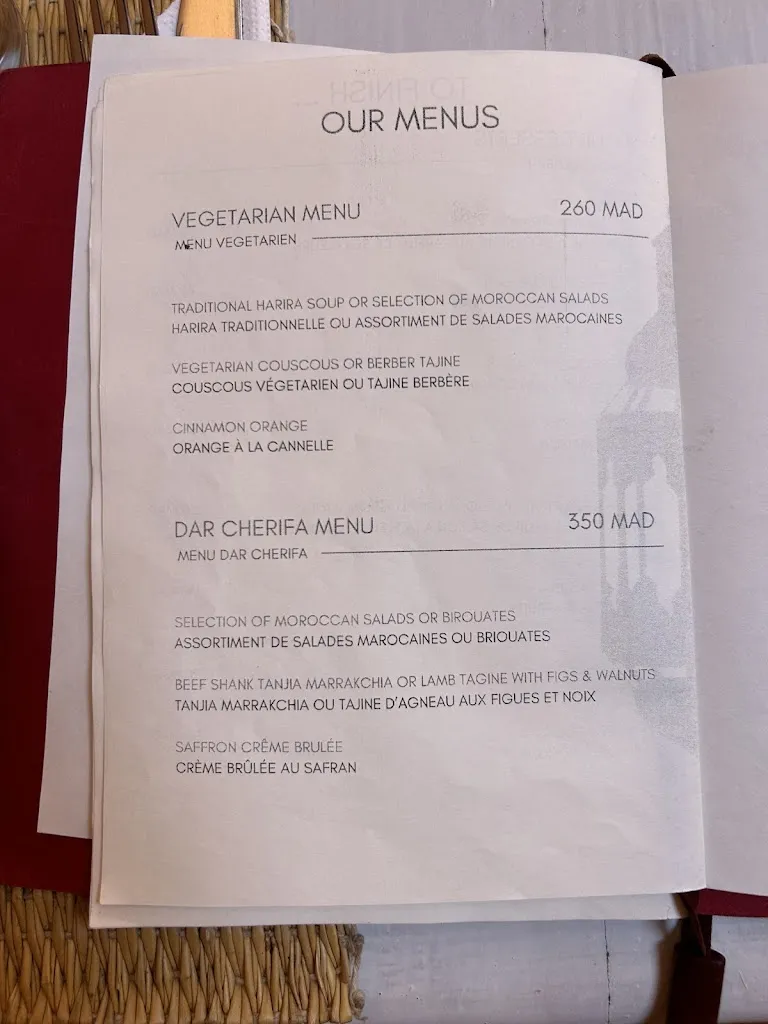 OUR MENUS
VEGETARIAN MENU 260 MAD
MENU VEGETARIEN
TRADITIONAL HARIRA SOUP OR SELECTION OF MOROCCAN SALADS
HARIRA TRADITIONNELLE OU ASSORTIMENT DE SALADES MAROCAINES
VEGETARIAN COUSCOUS OR BERBER TAJINE
COUSCOUS VÉGETARIEN OU TAJINE BERBÈRE
CINNAMON ORANGE
ORANGE À LA CANNELLE
DAR CHERIFA MENU 350 MAD
MENU DAR CHERIFA
SELECTION OF MOROCCAN SALADS OR BIROUATES
ASSORTIMENT DE SALADES MAROCAINES OU BRIOUATES
BEEF SHANK TANJIA MARRAKCHIA OR LAMB TAGINE WITH FIGS & WALNUTS
TANJIA MARRAKCHIA OU TAJINE D'AGNEAU AUX FIGUES ET NOIX
SAFFRON CRÊME BRULÉE
CRÈME BRÛLÉE AU SAFRAN